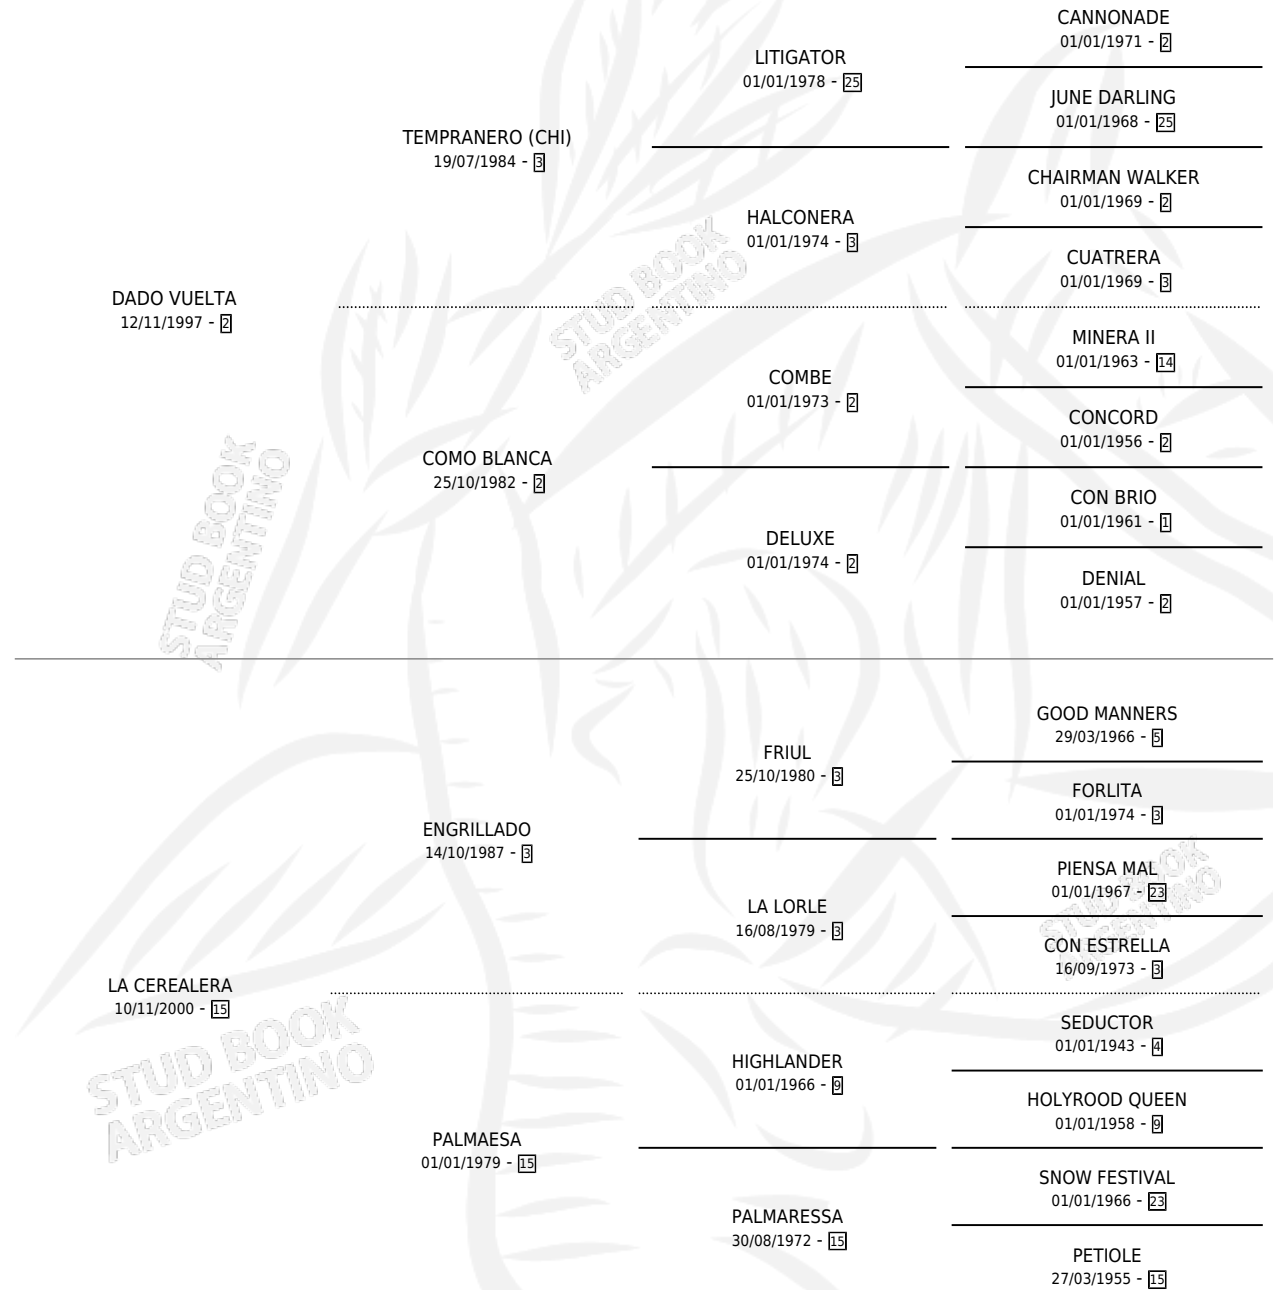 CANNONADE
01/01/1971 - 2
LITIGATOR
01/01/1978 - 25
JUNE DARLING
01/01/1968 - 25
TEMPRANERO (CHI)
19/07/1984 - 3
CHAIRMAN WALKER
01/01/1969 - 2
HALCONERA
01/01/1974 - 3
CUATRERA
01/01/1969 - 3
DADO VUELTA
12/11/1997 - 2
MINERA II
01/01/1963 - 14
COMBE
01/01/1973 - 2
CONCORD
01/01/1956 - 2
COMO BLANCA
25/10/1982 - 2
CON BRIO
01/01/1961 - 1
DELUXE
01/01/1974 - 2
DENIAL
01/01/1957 - 2
STUD BOOK
ARGENTINO
STUD BOOK
ARGENTINO
GOOD MANNERS
29/03/1966 - 5
FRIUL
25/10/1980 - 3
FORLITA
01/01/1974 - 3
ENGRILLADO
14/10/1987 - 3
PIENSA MAL
01/01/1967 - 23
LA LORLE
16/08/1979 - 3
CON ESTRELLA
16/09/1973 - 3
LA CEREALERA
10/11/2000 - 15
SEDUCTOR
01/01/1943 - 4
HIGHLANDER
01/01/1966 - 9
HOLYROOD QUEEN
01/01/1958 - 9
PALMAESA
01/01/1979 - 15
SNOW FESTIVAL
01/01/1966 - 23
PALMARESSA
30/08/1972 - 15
PETIOLE
27/03/1955 - 15
STUD BOOK
ARGENTINO
STUD BOOK
ARGENTINO